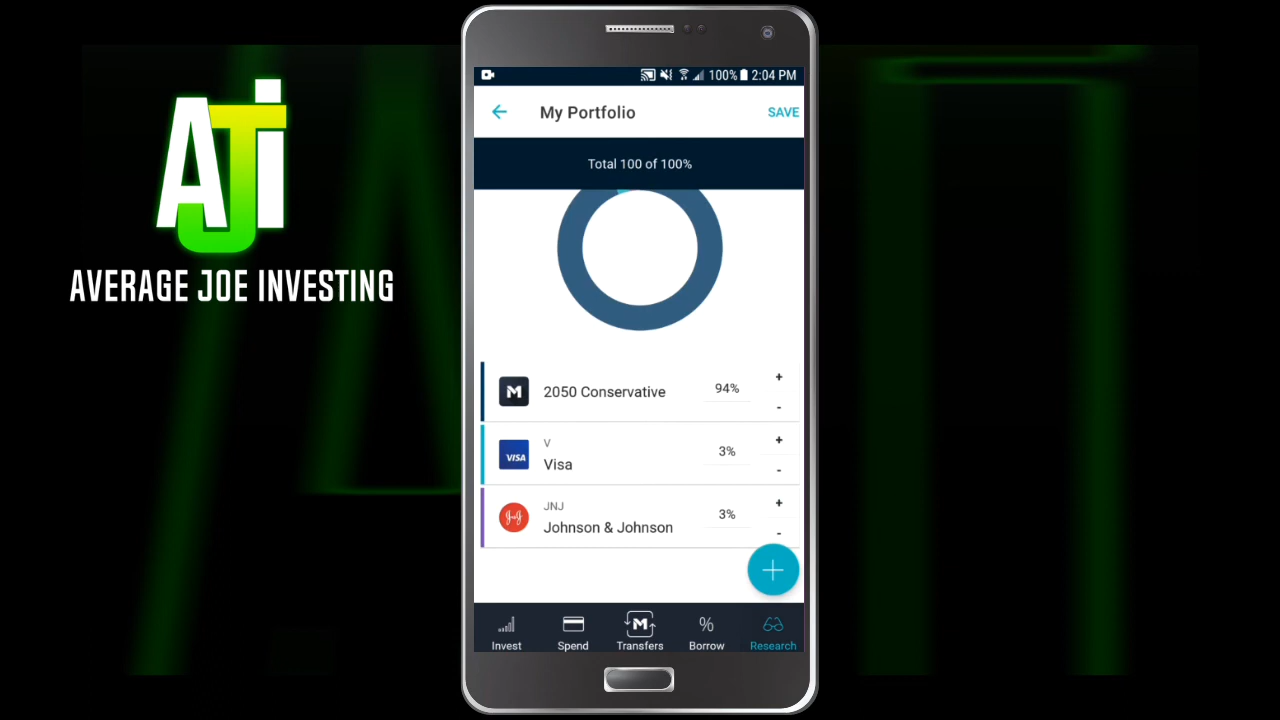 AJi
AVERAGE JOE INVESTING
100% 2:04 PM
My Portfolio
SAVE
Total 100 of 100%
M
2050 Conservative
94%
+
-
VISA
V
Visa
3%
+
-
J&J
JNJ
Johnson & Johnson
3%
+
-
+
M
%
Invest
Spend
Transfers
Borrow
Research